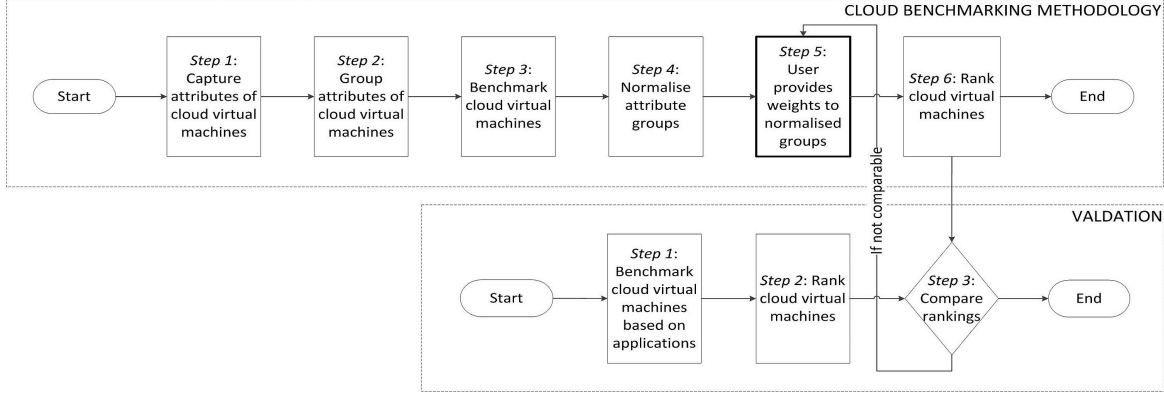 CLOUD BENCHMARKING METHODOLOGY
Start
Step 1:
Capture
attributes of
cloud virtual
machines
Step 2:
Group
attributes of
cloud virtual
machines
Step 3:
Benchmark
cloud virtual
machines
Step 4:
Normalise
attribute
groups
Step 5:
User
provides
weights to
normalised
groups
Step 6: Rank
cloud virtual
machines
End
If not comparable
VALDATION
Start
Step 1:
Benchmark
cloud virtual
machines
based on
applications
Step 2: Rank
cloud virtual
machines
Step 3:
Compare
rankings
End